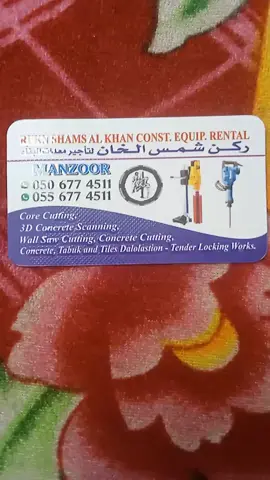 RUKN SHAMS AL KHAN CONST. EQUIP. RENTAL
ركن شمس الخان لتأجير معدات البناء
MANZOOR
050 677 4511
055 677 4511
Core Cutting,
3D Concrete Scanning,
Wall Saw Cutting, Concrete Cutting,
Concrete, Tabuk and Tiles Dalolastion - Tender Locking Works.